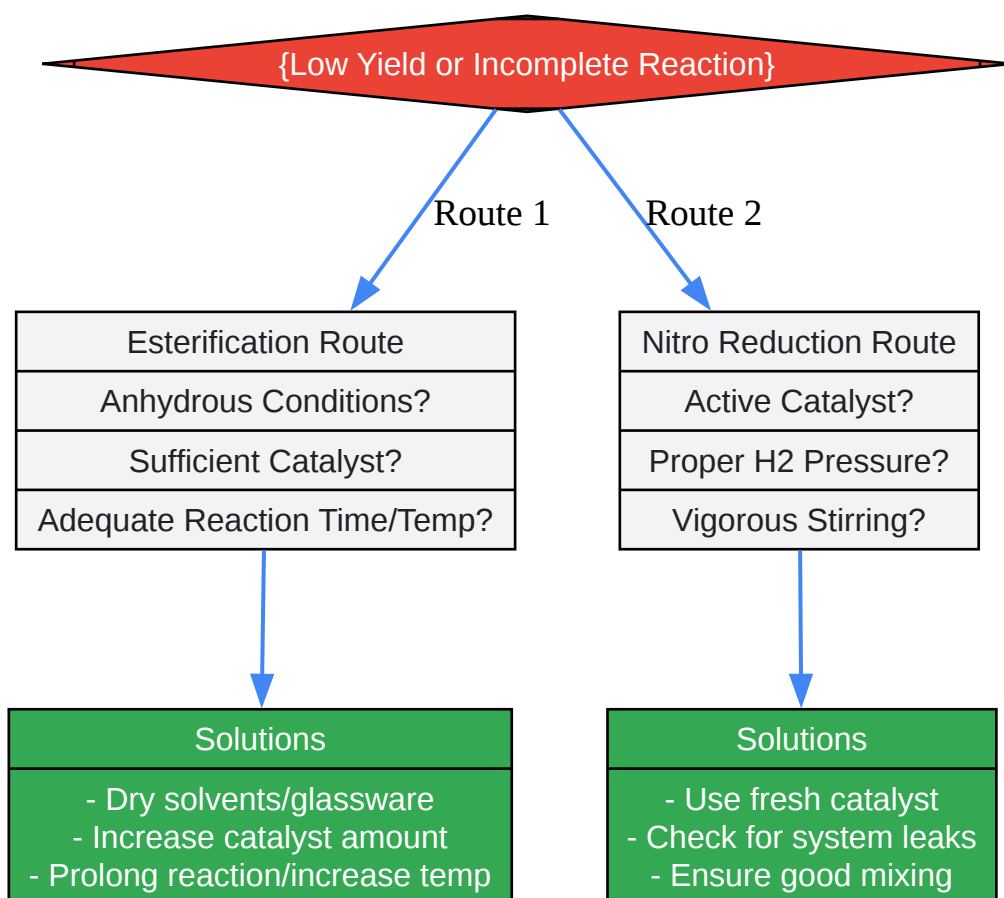 {Low Yield or Incomplete Reaction}
Route 1
Route 2
Esterification Route
Anhydrous Conditions?
Sufficient Catalyst?
Adequate Reaction Time/Temp?
Nitro Reduction Route
Active Catalyst?
Proper H2 Pressure?
Vigorous Stirring?
Solutions
- Dry solvents/glassware
- Increase catalyst amount
- Prolong reaction/increase temp
Solutions
- Use fresh catalyst
- Check for system leaks
- Ensure good mixing